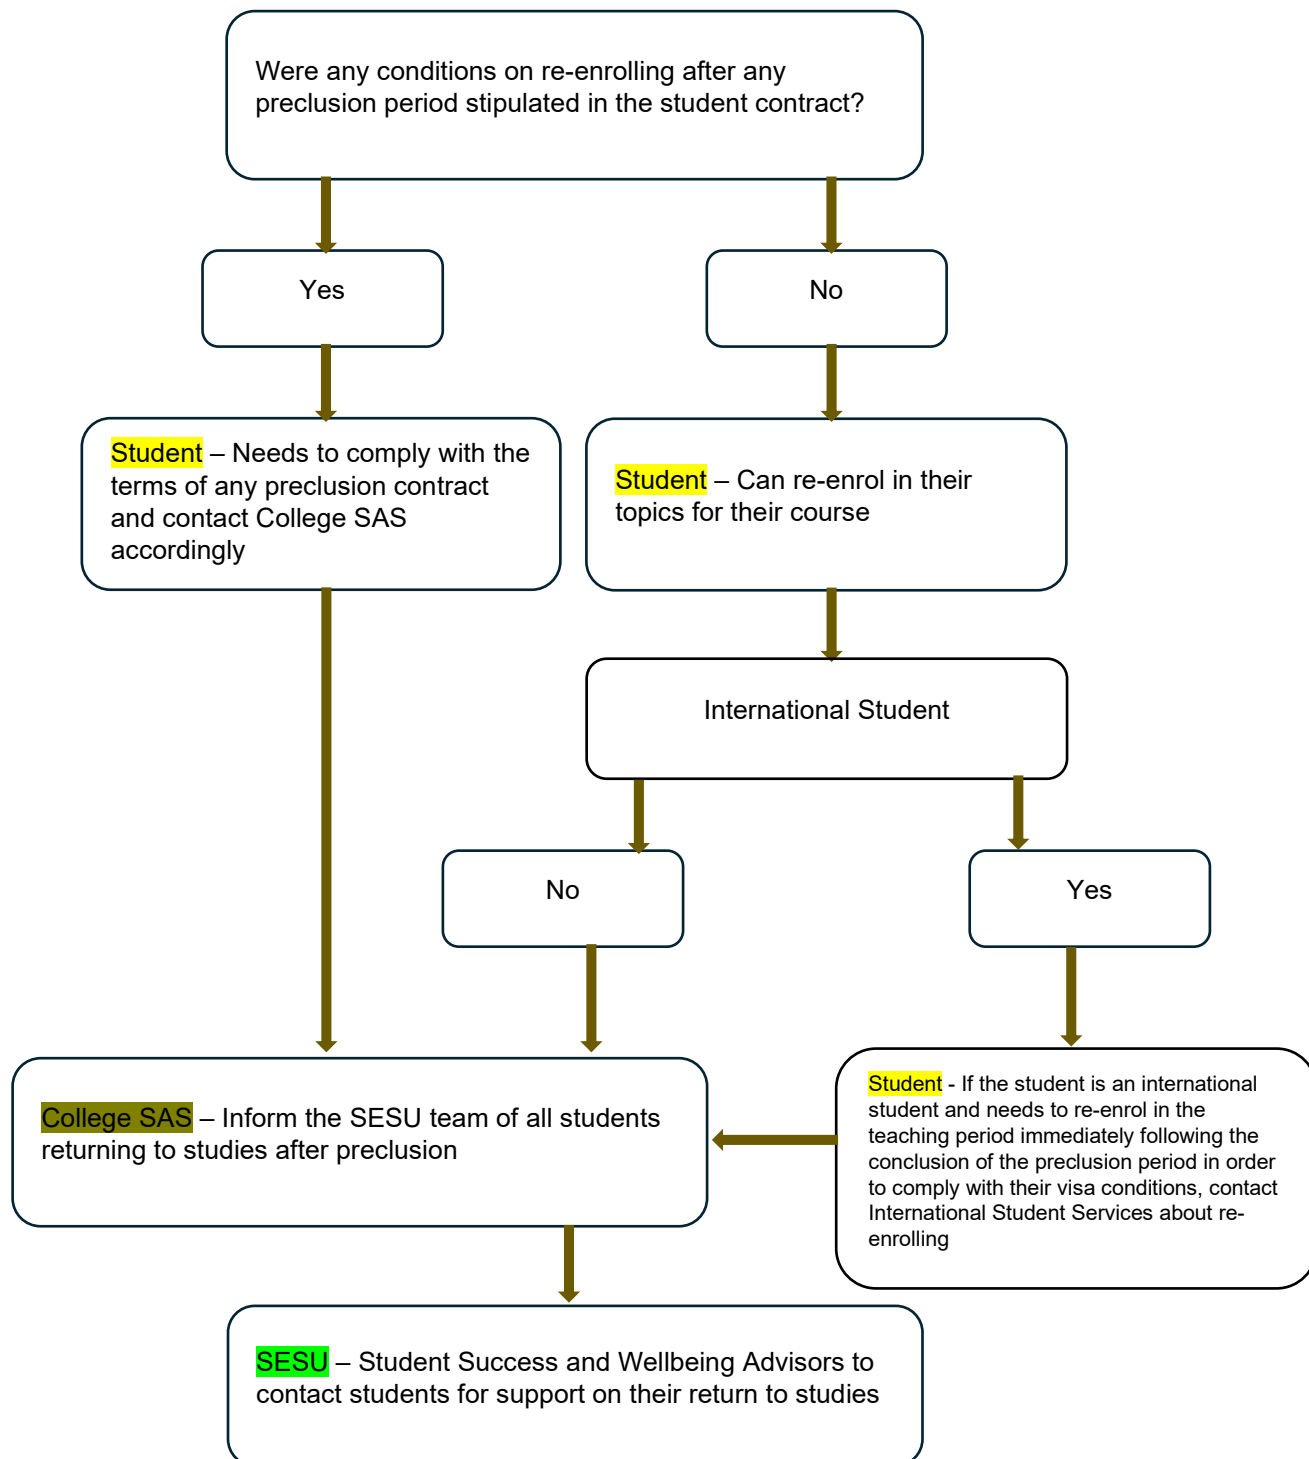 Were any conditions on re-enrolling after any
preclusion period stipulated in the student contract?
Yes
No
Student – Needs to comply with the
terms of any preclusion contract
and contact College SAS
accordingly
Student – Can re-enrol in their
topics for their course
International Student
No
Yes
College SAS – Inform the SESU team of all students
returning to studies after preclusion
Student - If the student is an international
student and needs to re-enrol in the
teaching period immediately following the
conclusion of the preclusion period in order
to comply with their visa conditions, contact
International Student Services about re-
enrolling
SESU – Student Success and Wellbeing Advisors to
contact students for support on their return to studies